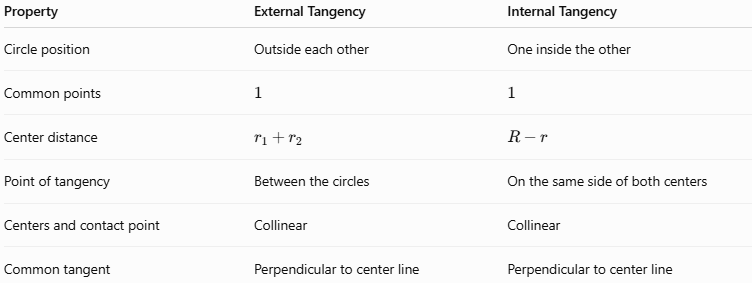 Property External Tangency Internal Tangency
Circle position Outside each other One inside the other
Common points 1 1
Center distance r₁ + r₂ R − r
Point of tangency Between the circles On the same side of both centers
Centers and contact point Collinear Collinear
Common tangent Perpendicular to center line Perpendicular to center line